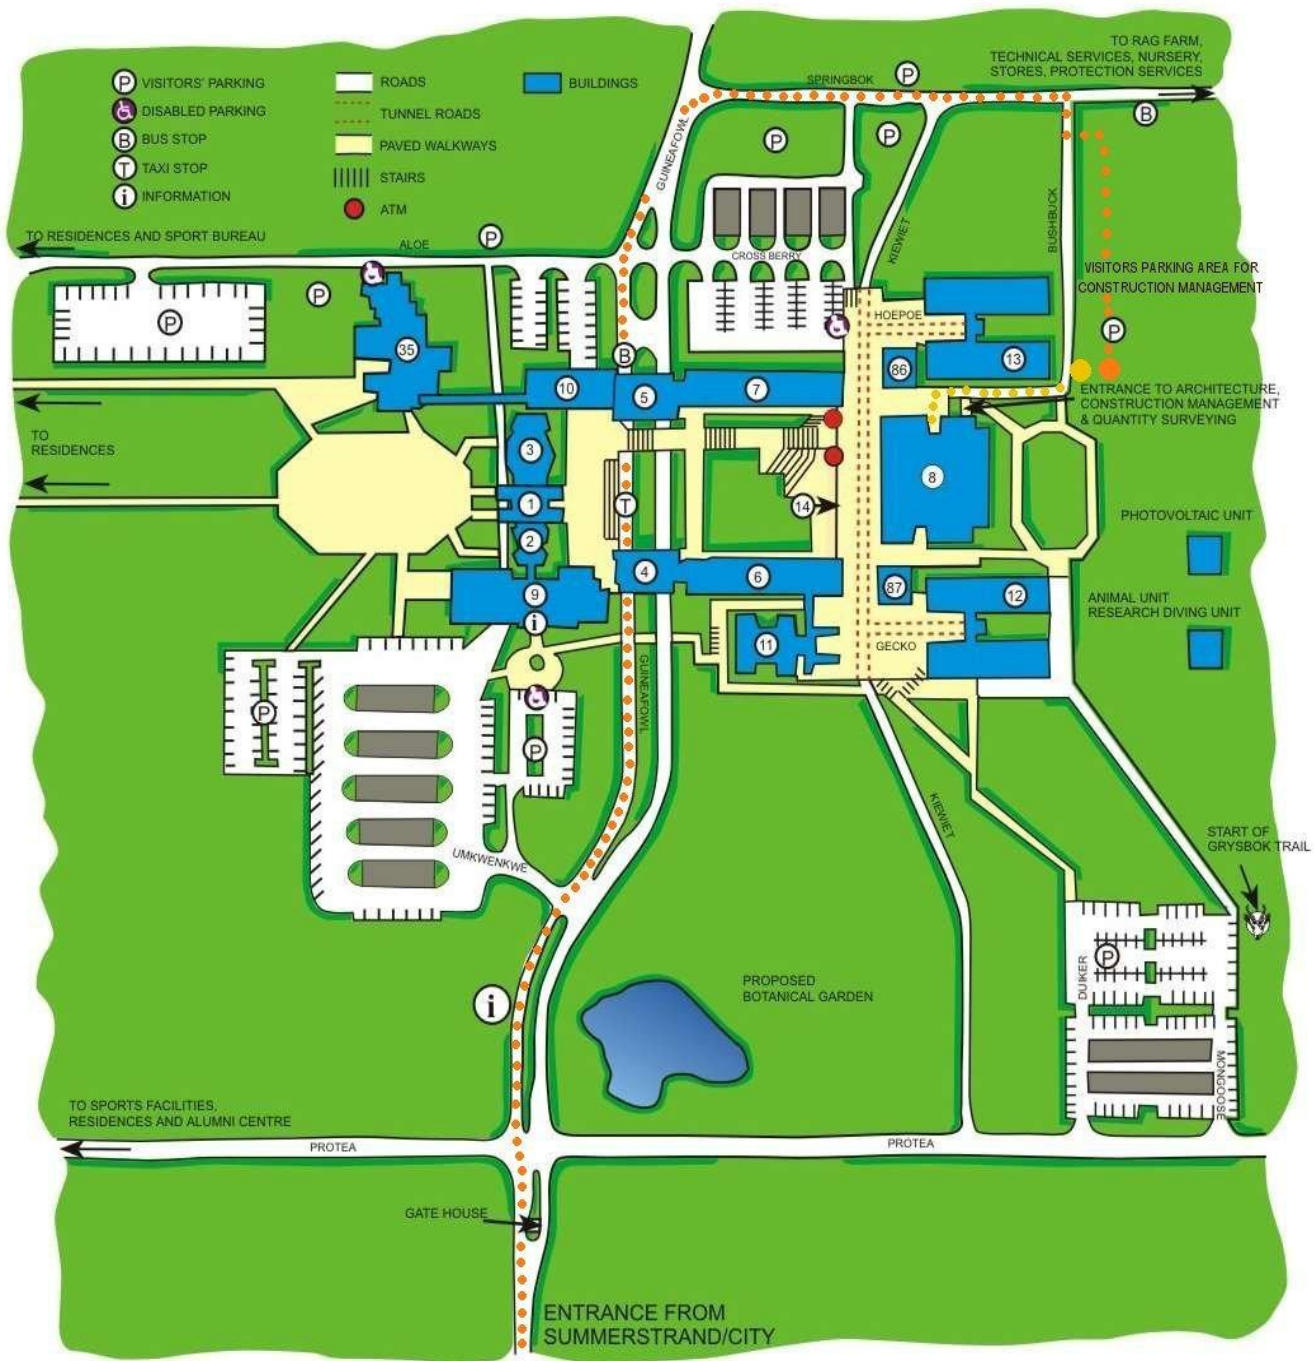 TO RAG FARM,
TECHNICAL SERVICES, NURSERY,
STORES, PROTECTION SERVICES
P VISITORS' PARKING
DISABLED PARKING
B BUS STOP
T TAXI STOP
i INFORMATION
ROADS
TUNNEL ROADS
PAVED WALKWAYS
STAIRS
ATM
BUILDINGS
SPRINGBOK
P
B
P
P
GUINEAFOWL
KIEWIET
BUSHBUCK
TO RESIDENCES AND SPORT BUREAU
ALOE
P
CROSS BERRY
VISITORS PARKING AREA FOR
CONSTRUCTION MANAGEMENT
P
P
P
HOEPOE
B
35
10
5
7
86
13
ENTRANCE TO ARCHITECTURE,
CONSTRUCTION MANAGEMENT
& QUANTITY SURVEYING
TO
RESIDENCES
3
1
2
T
14
8
PHOTOVOLTAIC UNIT
4
6
87
12
9
i
ANIMAL UNIT
RESEARCH DIVING UNIT
11
GECKO
GUINEAFOWL
P
P
KIEWIET
UMKWENKWE
START OF
GRYSBOK TRAIL
P
DUIKER
MONGOOSE
i
PROPOSED
BOTANICAL GARDEN
TO SPORTS FACILITIES,
RESIDENCES AND ALUMNI CENTRE
PROTEA
PROTEA
GATE HOUSE
ENTRANCE FROM
SUMMERSTRAND/CITY